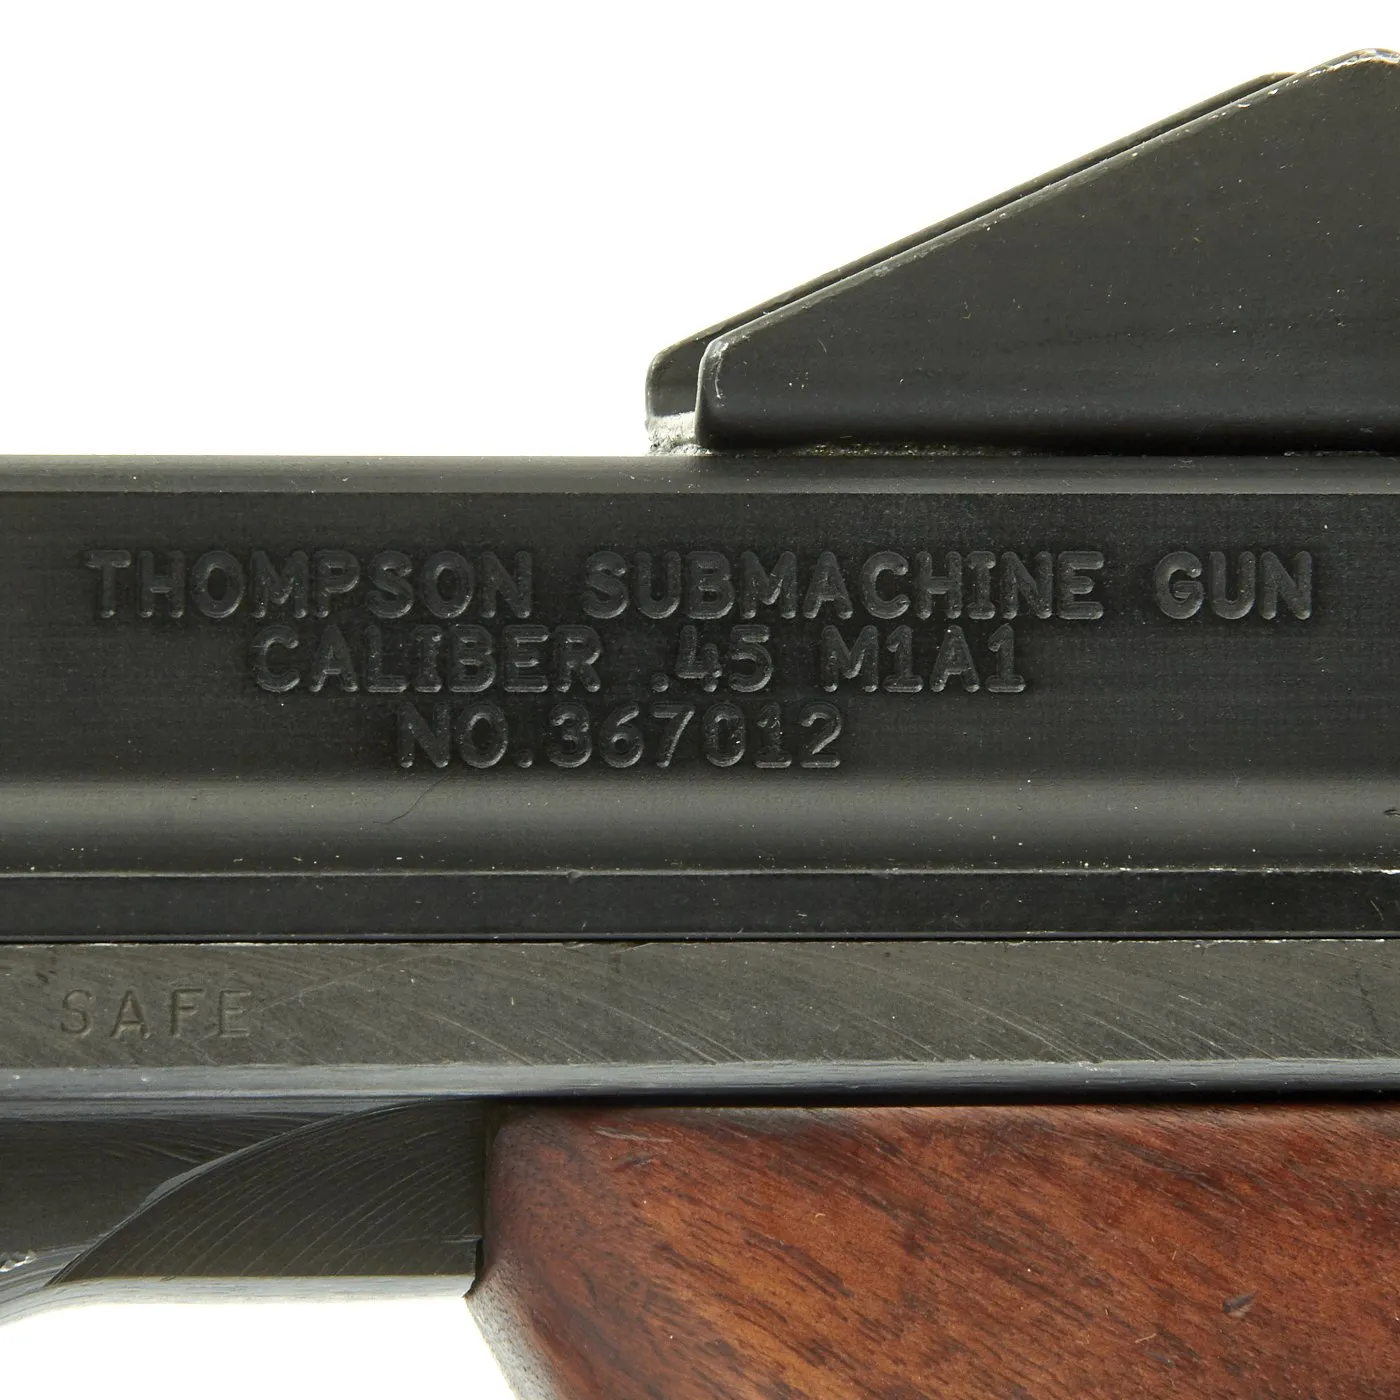 THOMPSON SUBMACHINE GUN
CALIBER .45 M1A1
NO.367012
SAFE